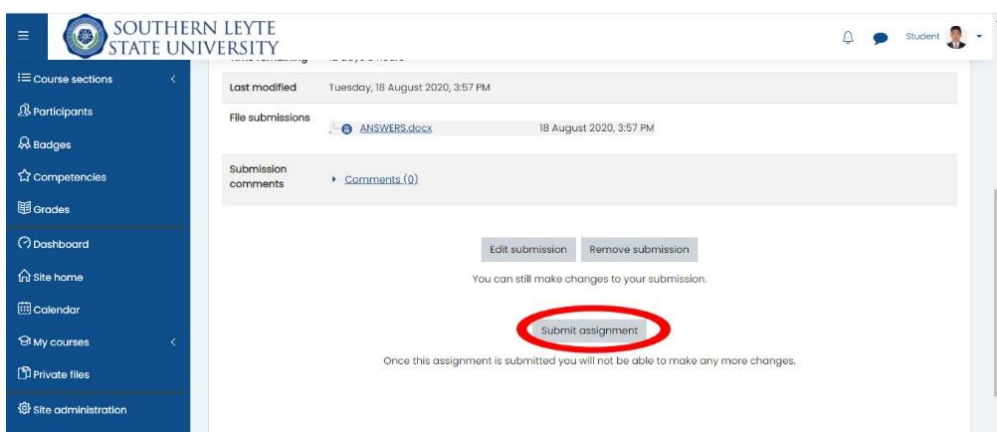 SOUTHERN LEYTE
STATE UNIVERSITY
Student
Course sections
Participants
Badges
Competencies
Grades
Dashboard
Site home
Calendar
My courses
Private files
Site administration
Last modified Tuesday, 18 August 2020, 3:57 PM
File submissions
ANSWERS.docx 18 August 2020, 3:57 PM
Submission
comments
Comments (0)
Edit submission Remove submission
You can still make changes to your submission.
Submit assignment
Once this assignment is submitted you will not be able to make any more changes.